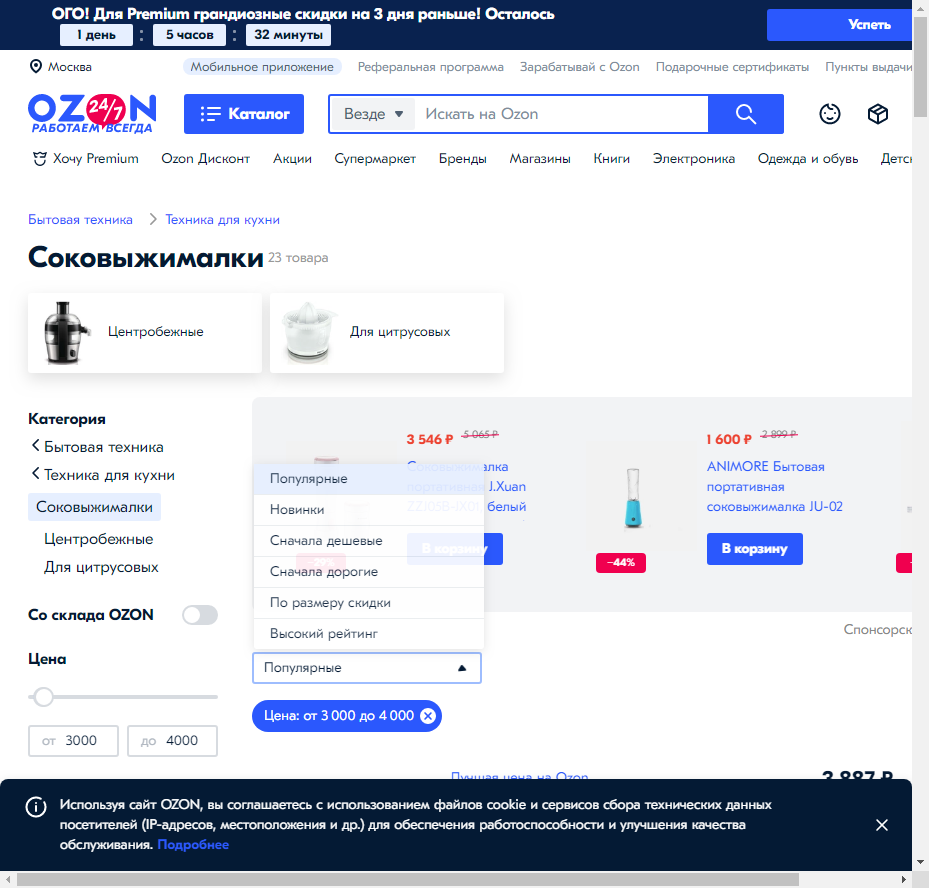 ОГО! Для Premium грандиозные скидки на 3 дня раньше! Осталось
1 день : 5 часов : 32 минуты
Успеть
Москва Мобильное приложение Реферальная программа Зарабатывай с Ozon Подарочные сертификаты Пункты выдачи
OZON 24/7
РАБОТАЕМ ВСЕГДА
Каталог
Везде Искать на Ozon
Хочу Premium Ozon Дисконт Акции Супермаркет Бренды Магазины Книги Электроника Одежда и обувь Детск
Бытовая техника Техника для кухни
Соковыжималки 23 товара
Центробежные Для цитрусовых
Категория
Бытовая техника
Техника для кухни
Соковыжималки
Центробежные
Для цитрусовых
Со склада OZON
Цена
от 3000 до 4000
3 546 ₽ 5 065 ₽
Соковыжималка
портативная J.Xuan
ZZ105B-JX01, белый
В корзину
1 600 ₽ 2 899 ₽
ANIMORE Бытовая
портативная
соковыжималка JU-02
В корзину
−44%
Спонсорск
Популярные
Новинки
Сначала дешевые
Сначала дорогие
По размеру скидки
Высокий рейтинг
Популярные
Цена: от 3 000 до 4 000
Лучшая цена на Ozon
3 887 ₽
Используя сайт OZON, вы соглашаетесь с использованием файлов cookie и сервисов сбора технических данных
посетителей (IP-адресов, местоположения и др.) для обеспечения работоспособности и улучшения качества
обслуживания. Подробнее